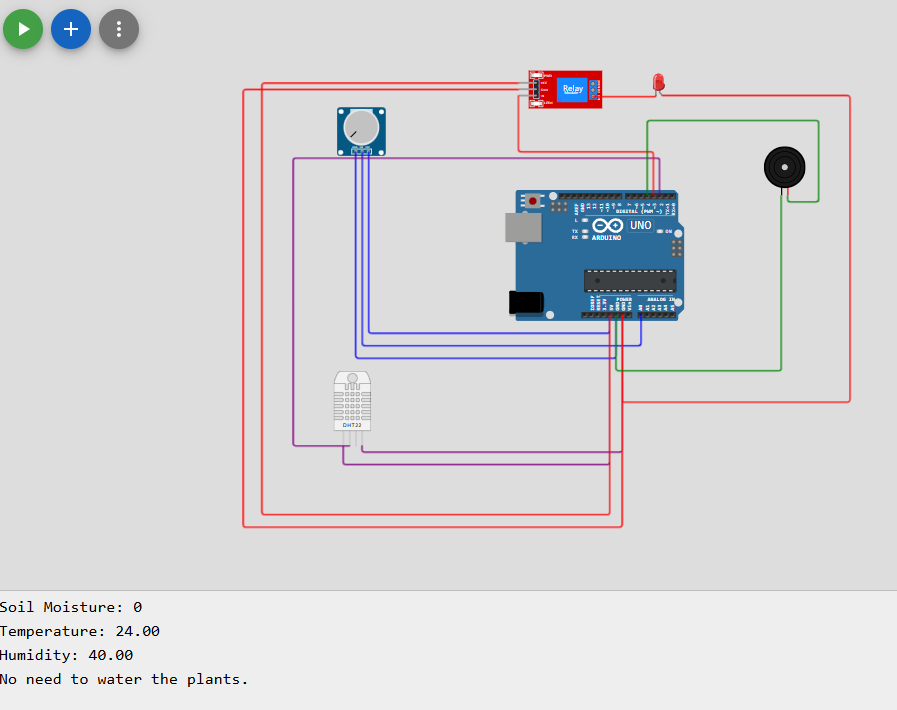 Relay
DIGITAL (PWM ~)
L
TX
RX
UNO
ON
ARDUINO
POWER
ANALOG IN
DHT22
Soil Moisture: 0
Temperature: 24.00
Humidity: 40.00
No need to water the plants.